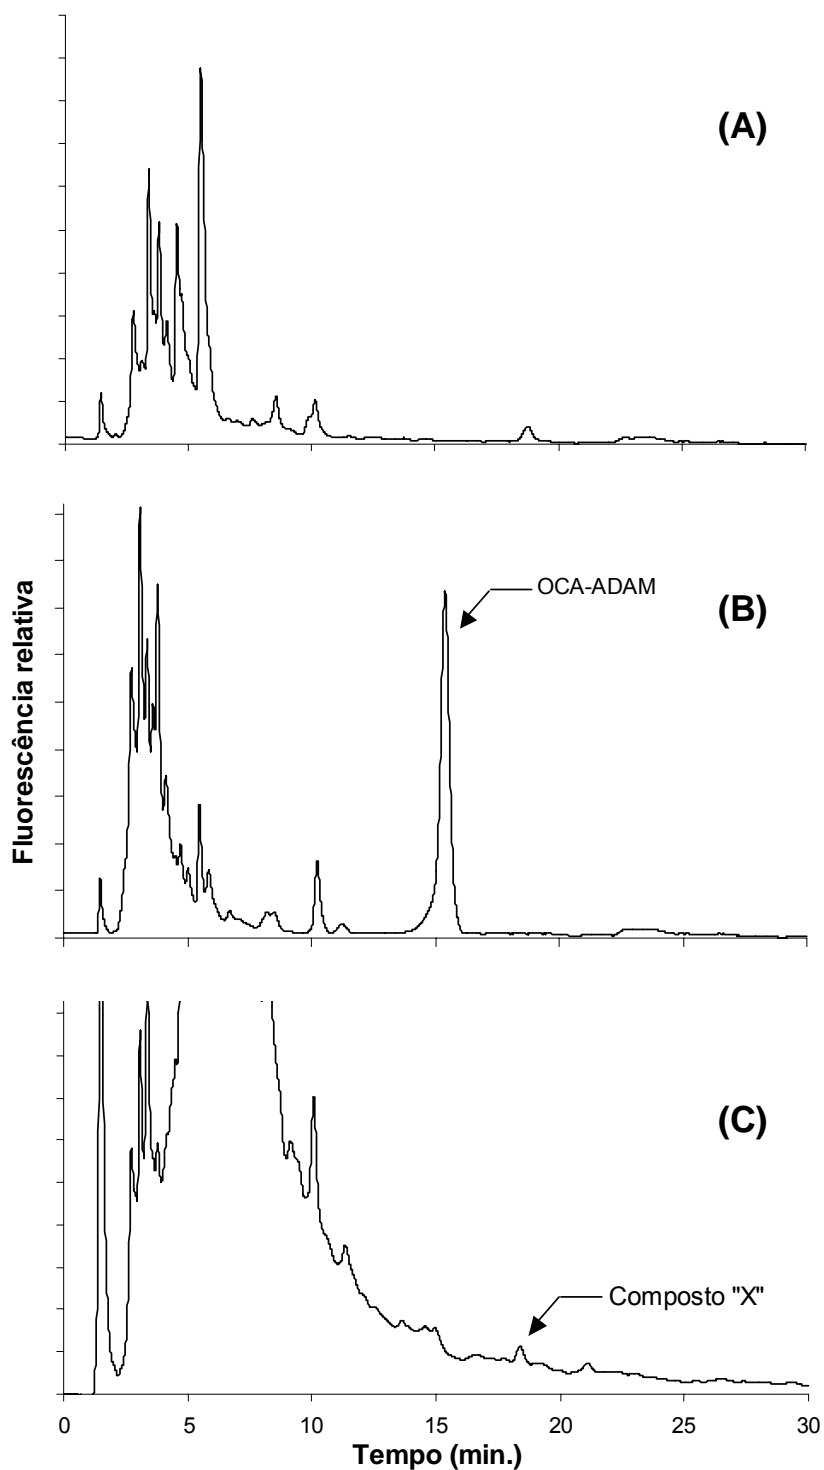 (A)
OCA-ADAM
(B)
Fluorescência relativa
(C)
Composto "X"
0 5 10 15 20 25 30
Tempo (min.)